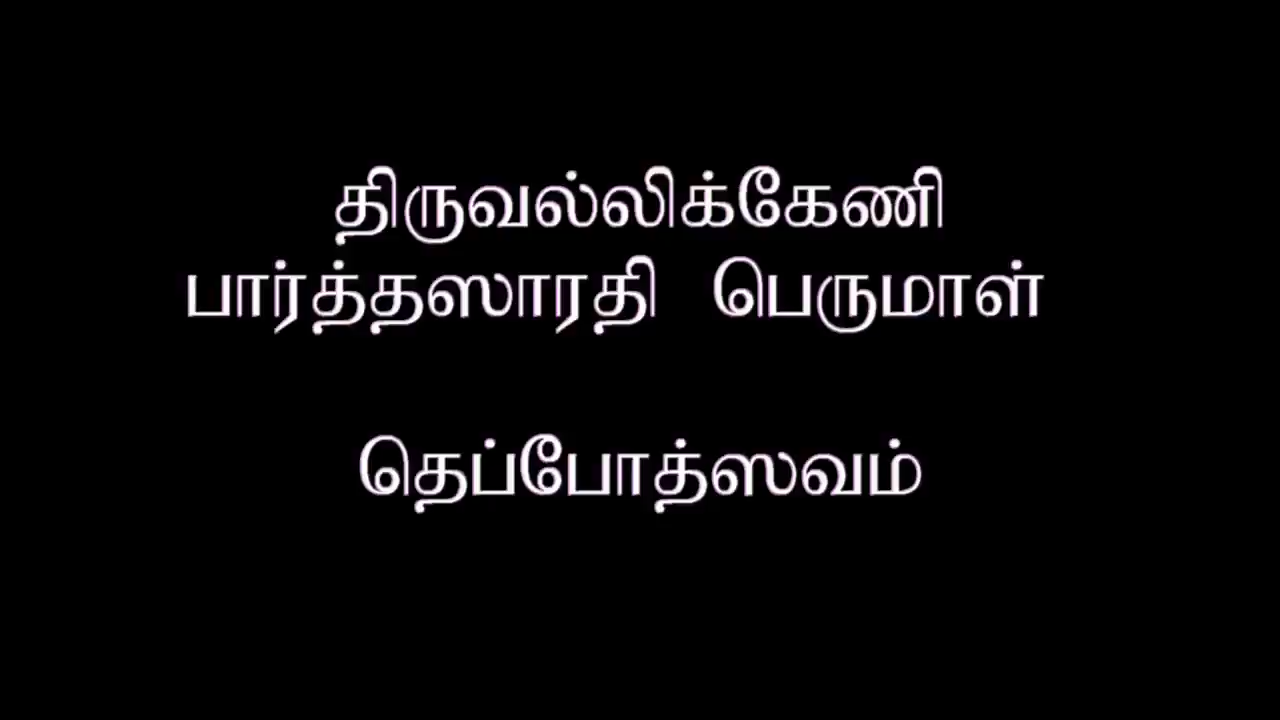 திருவல்லிக்கேணி
பார்த்தஸாரதி பெருமாள்
தெப்போத்ஸவம்